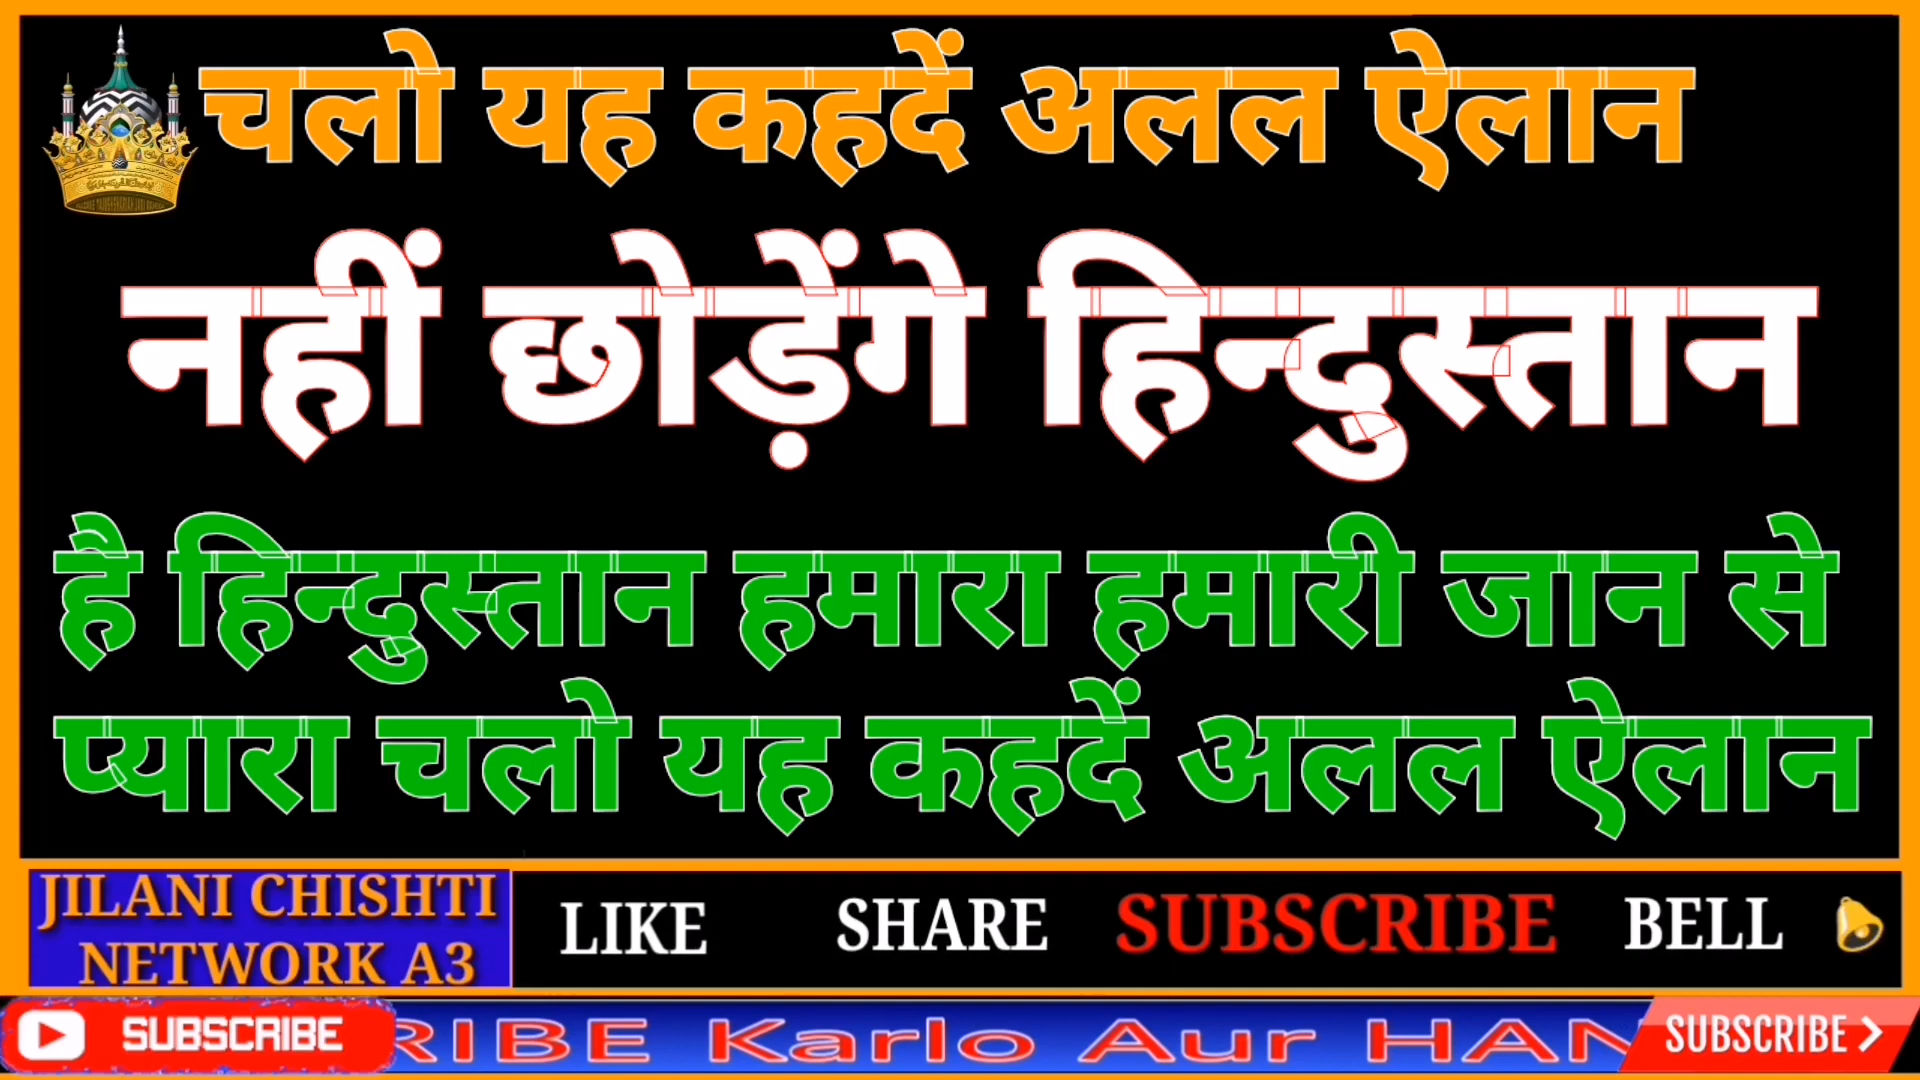 चलो यह कहदें अलल ऐलान
नहीं छोड़ेंगे हिन्दुस्तान
है हिन्दुस्तान हमारा हमारी जान से
प्यारा चलो यह कहदें अलल ऐलान
JILANI CHISHTI
NETWORK A3
LIKE SHARE SUBSCRIBE BELL
SUBSCRIBE RIBE Karlo Aur HAN SUBSCRIBE